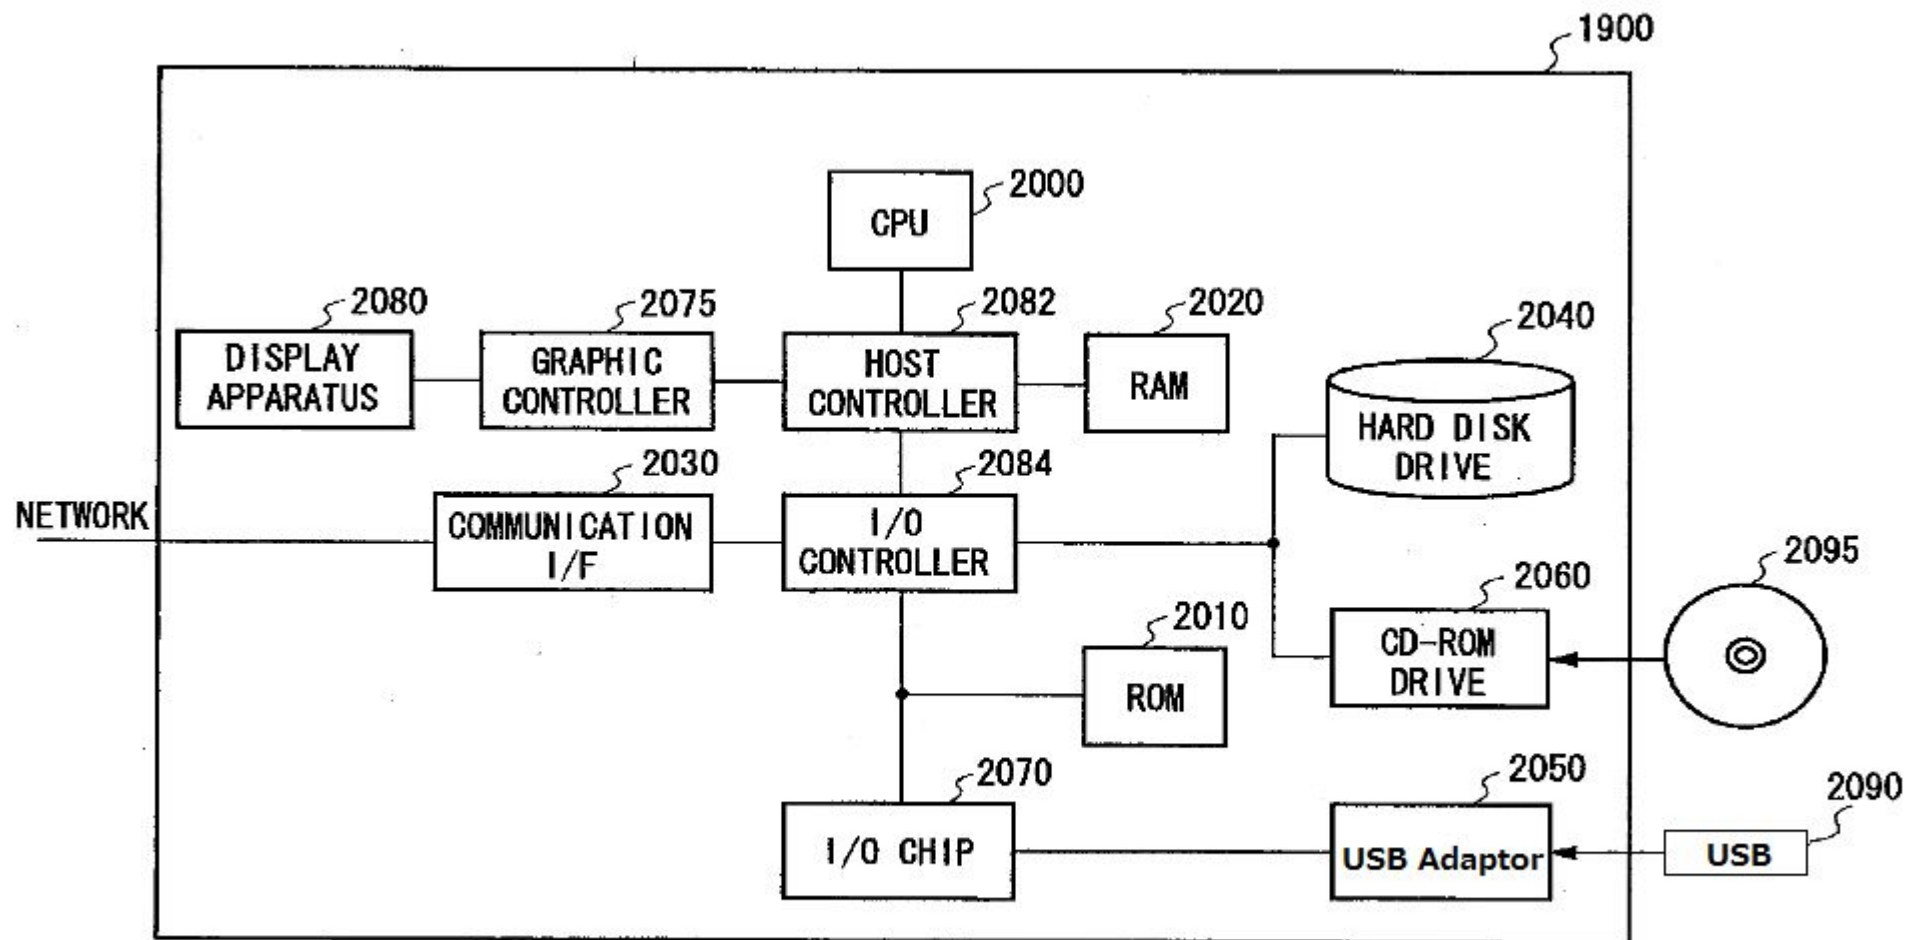 1900
2000
CPU
2080
2075
2082
2020
2040
DISPLAY
APPARATUS
GRAPHIC
CONTROLLER
HOST
CONTROLLER
RAM
HARD DISK
DRIVE
2030
2084
NETWORK
COMMUNICATION
I/F
I/O
CONTROLLER
2095
2060
2010
CD-ROM
DRIVE
ROM
2070
2050
2090
I/O CHIP
USB Adaptor
USB